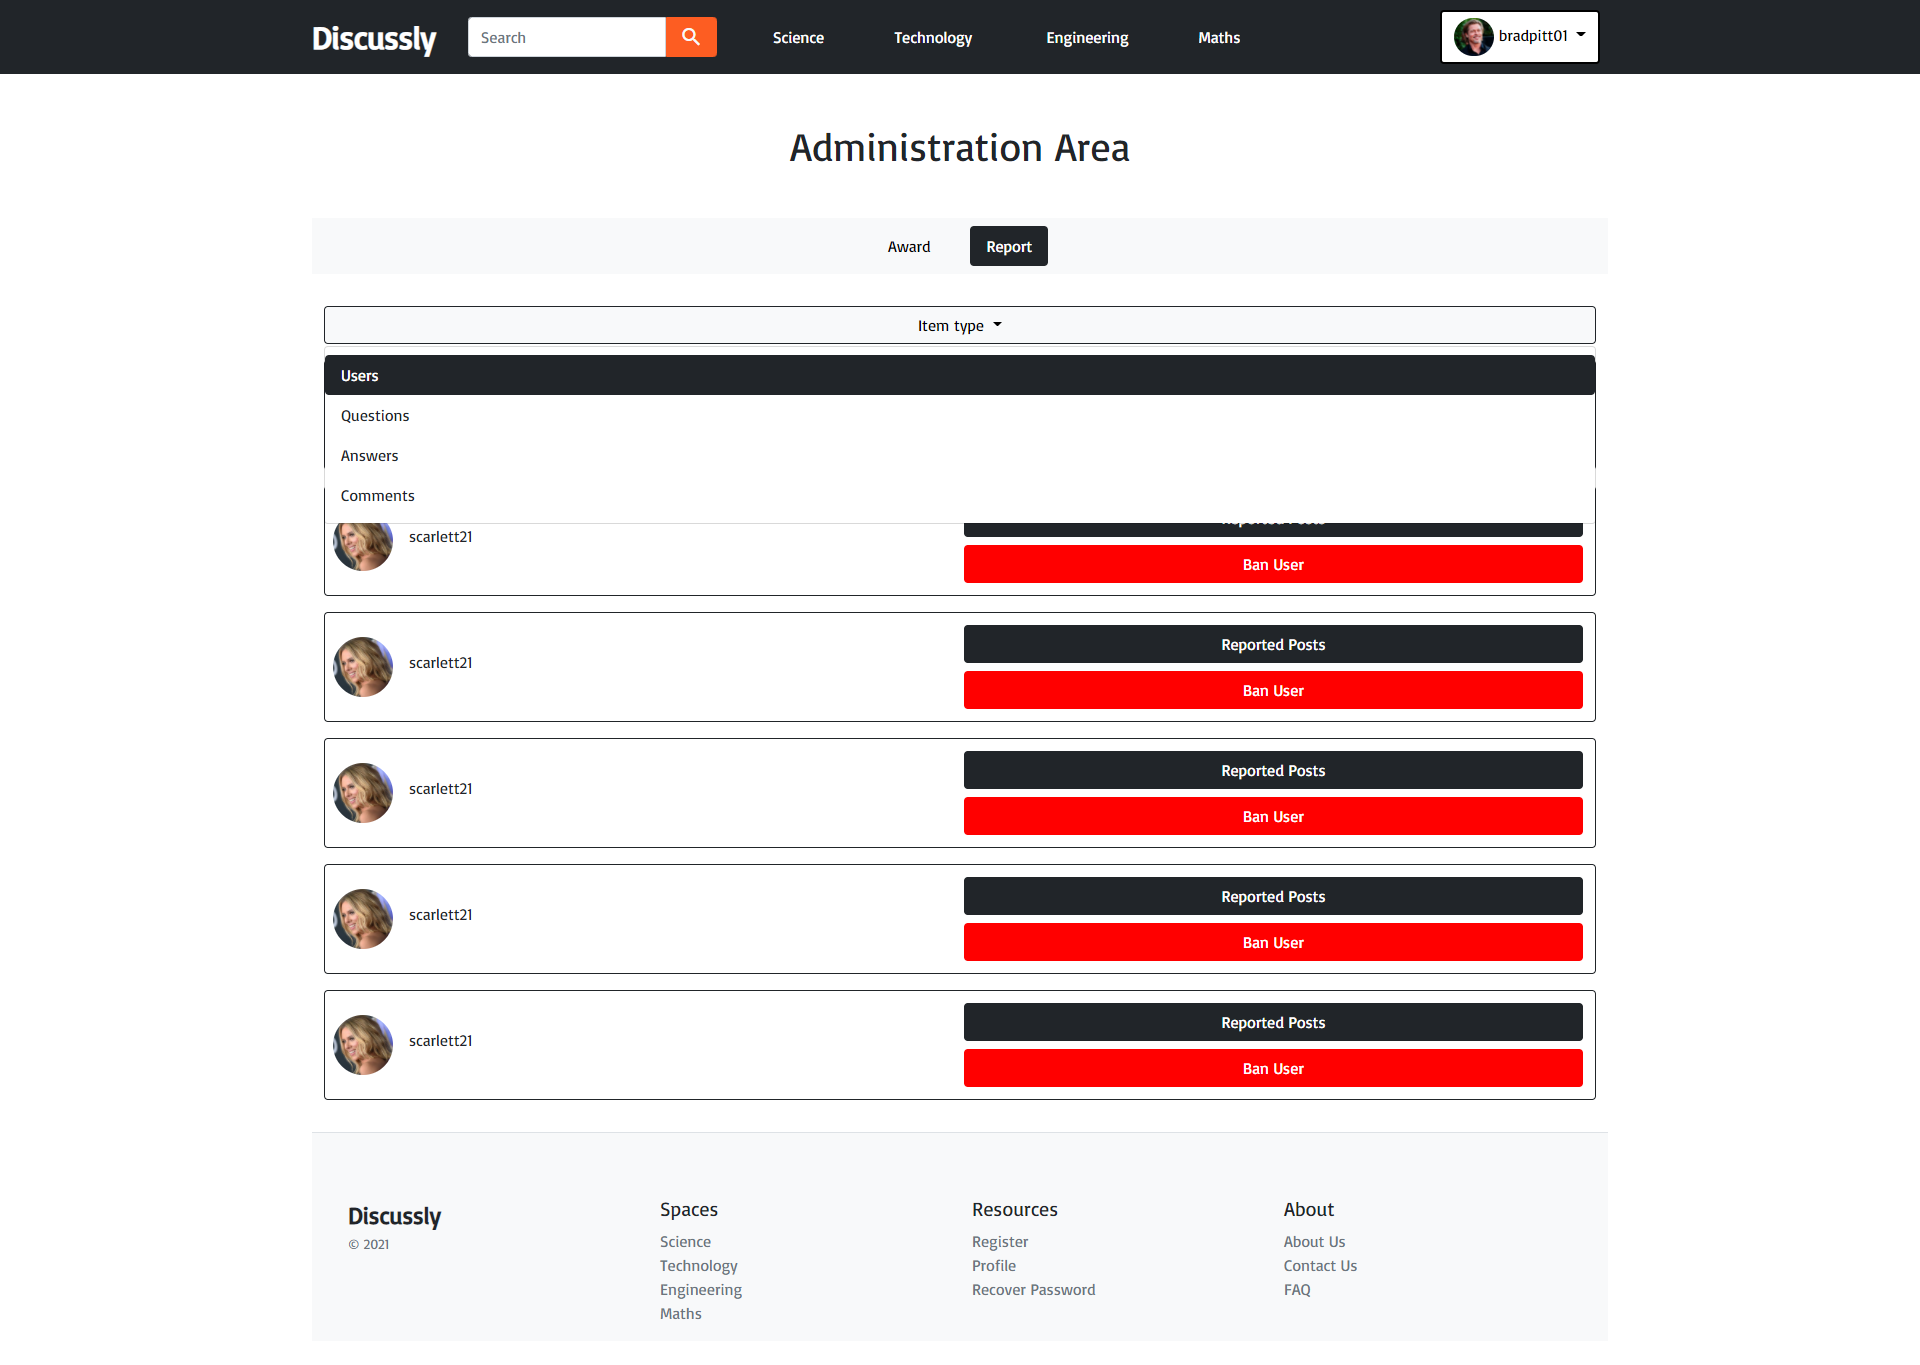 Discussly
Search
Science
Technology
Engineering
Maths
bradpitt01
Administration Area
Award
Report
Item type
Users
Questions
Answers
Comments
Reported Posts
scarlett21
Ban User
Reported Posts
scarlett21
Ban User
Reported Posts
scarlett21
Ban User
Reported Posts
scarlett21
Ban User
Reported Posts
scarlett21
Ban User
Discussly
© 2021
Spaces
Science
Technology
Engineering
Maths
Resources
Register
Profile
Recover Password
About
About Us
Contact Us
FAQ